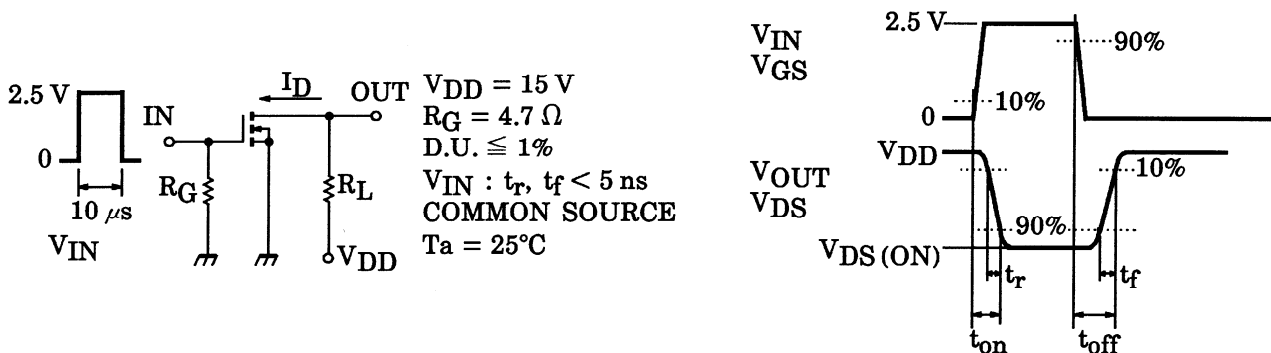 2.5 V
0
10 μs
VIN
IN
RG
ID
OUT
RL
VDD
VDD = 15 V
RG = 4.7 Ω
D.U. ≦ 1%
VIN : tr, tf < 5 ns
COMMON SOURCE
Ta = 25°C
VIN
VGS
2.5 V
0
10%
90%
VOUT
VDS
VDD
VDS (ON)
10%
90%
tr
tf
ton
toff